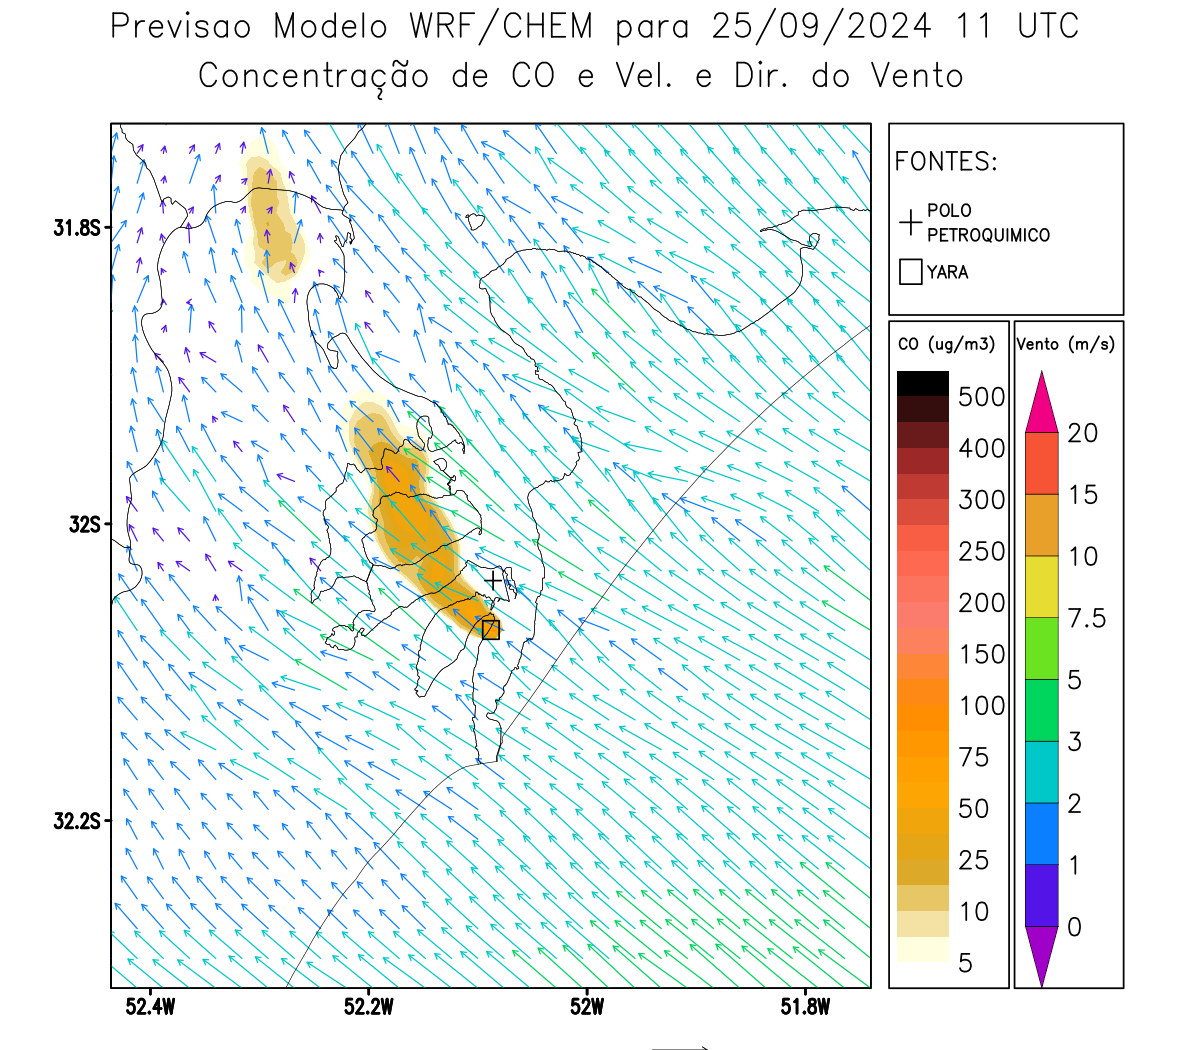 Previsao Modelo WRF/CHEM para 25/09/2024 11 UTC
Concentração de CO e Vel. e Dir. do Vento
FONTES:
POLO
PETROQUIMICO
YARA
CO (ug/m3)
500
400
300
250
200
150
100
75
50
25
10
5
Vento (m/s)
20
15
10
7.5
5
3
2
1
0
31.8S
32S
32.2S
52.4W
52.2W
52W
51.8W